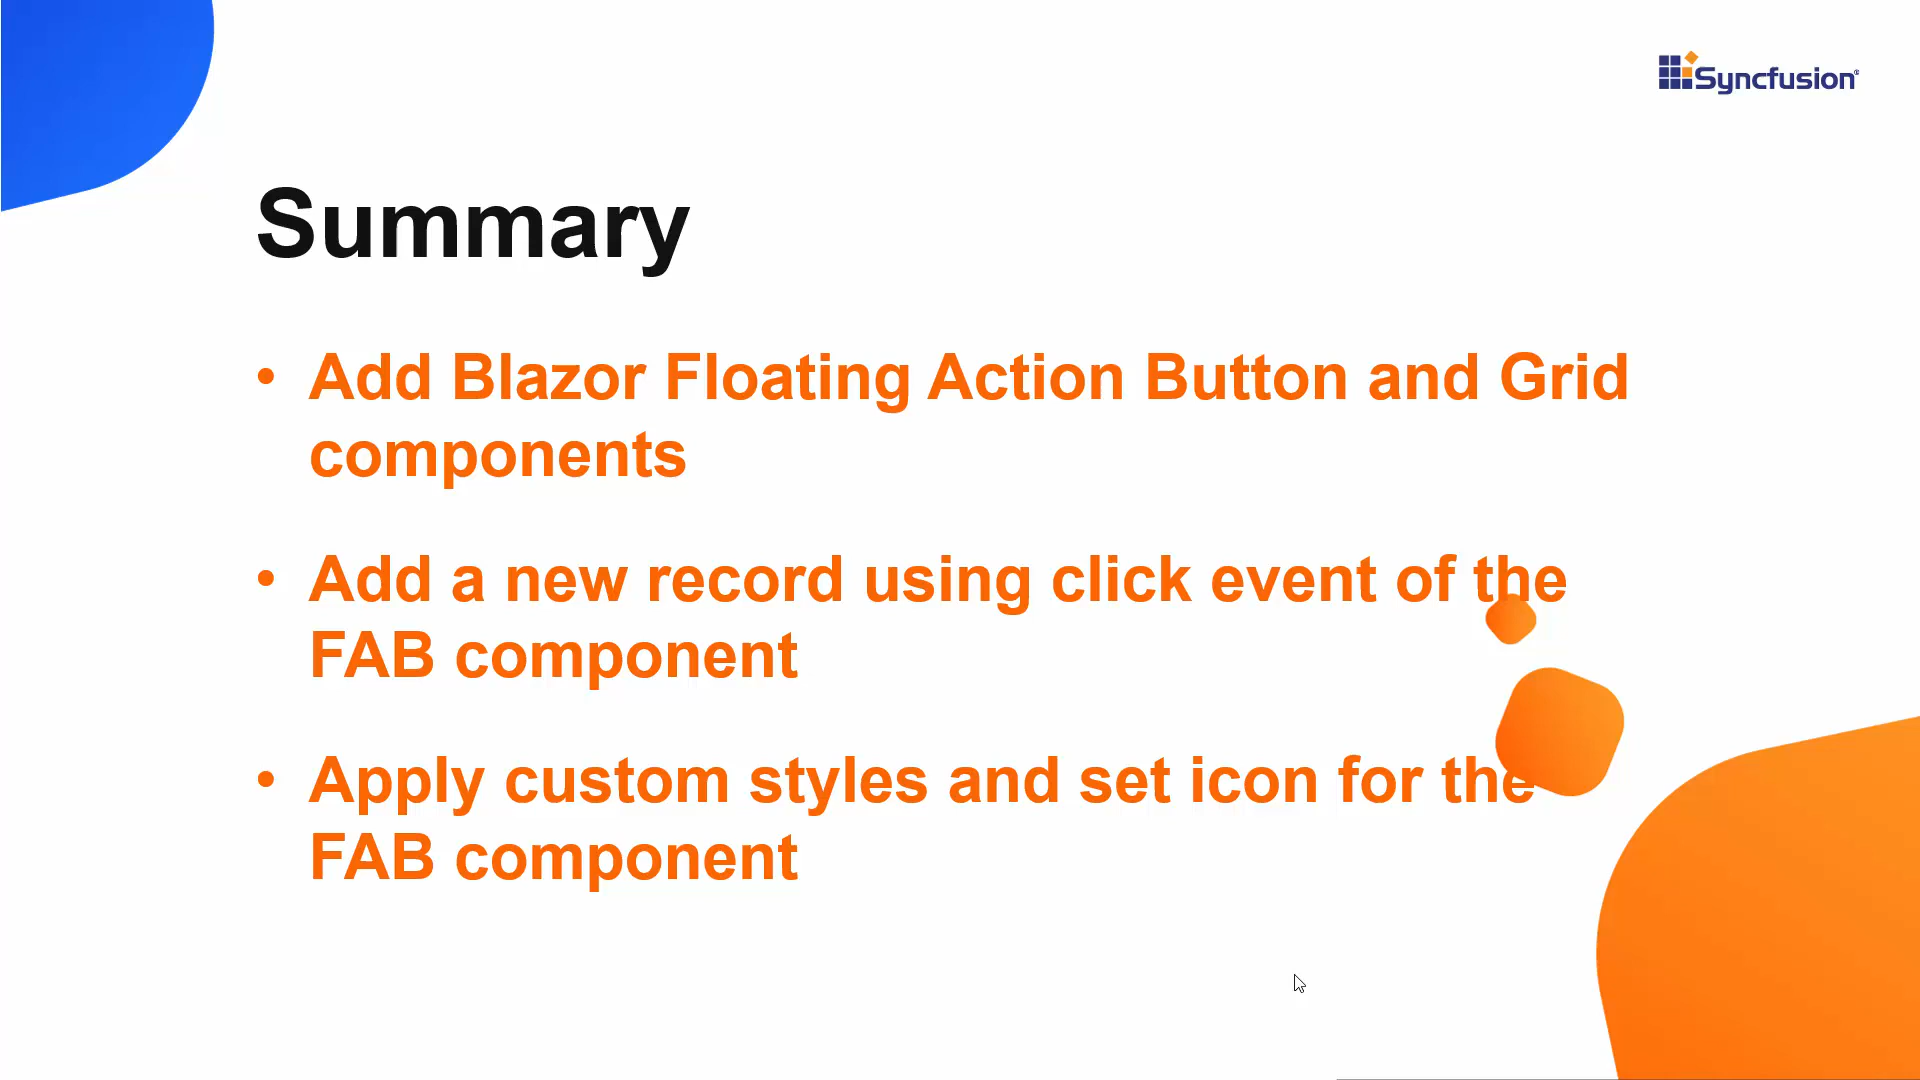 Syncfusion
Summary
• Add Blazor Floating Action Button and Grid
components
• Add a new record using click event of the
FAB component
• Apply custom styles and set icon for the
FAB component